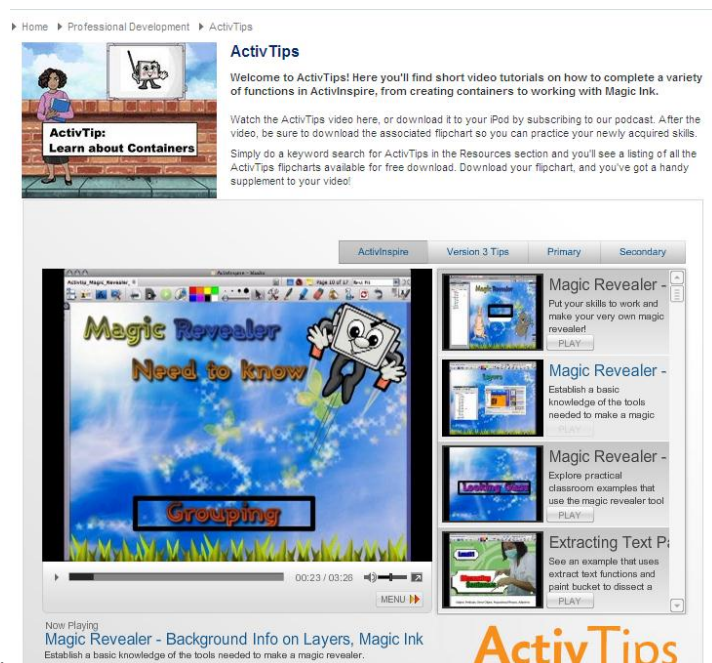 Home Professional Development ActivTips
ActivTips
Welcome to ActivTips! Here you'll find short video tutorials on how to complete a variety
of functions in ActivInspire, from creating containers to working with Magic Ink.
Watch the ActivTips video here, or download it to your iPod by subscribing to our podcast. After the
video, be sure to download the associated flipchart so you can practice your newly acquired skills.
Simply do a keyword search for ActivTips in the Resources section and you'll see a listing of all the
ActivTips flipcharts available for free download. Download your flipchart, and you've got a handy
supplement to your video!
ActivTip:
Learn about Containers
ActivInspire Version 3 Tips Primary Secondary
ActivInspire - Studio
Page 10 of 17
Magic Revealer
Need to know
Grouping
00:23 / 03:26
MENU
Magic Revealer -
Put your skills to work and
make your very own magic
revealer!
PLAY
Layers
Magic Revealer -
Establish a basic
knowledge of the tools
needed to make a magic
PLAY
Looking Glass
Magic Revealer -
Explore practical
classroom examples that
use the magic revealer tool
PLAY
Extracting Text Pa
See an example that uses
extract text functions and
paint bucket to dissect a
PLAY
Now Playing
Magic Revealer - Background Info on Layers, Magic Ink
Establish a basic knowledge of the tools needed to make a magic revealer.
ActivTips